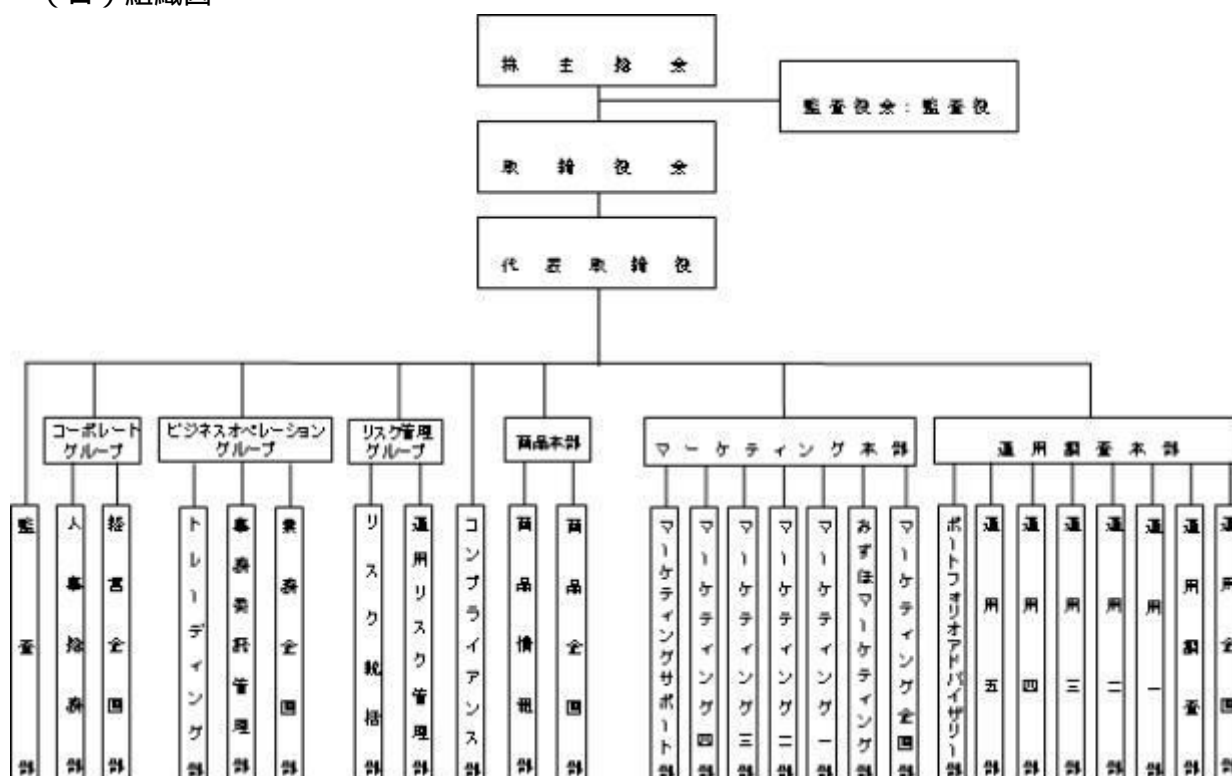 組織図
株主総会
監査役会：監査役
取締役会
代表取締役
コーポレート
グループ
ビジネスオペレーション
グループ
リスク管理
グループ
商品本部
マーケティング本部
運用調査本部
監査部
人事総務部
経営企画部
トレーディング部
事務委託管理部
業務企画部
リスク統括部
運用リスク管理部
コンプライアンス部
商品情報部
商品企画部
マーケティングサポート部
マーケティング四部
マーケティング三部
マーケティング二部
マーケティング一部
みずほマーケティング部
マーケティング企画部
ポートフォリオアドバイザリー部
運用五部
運用四部
運用三部
運用二部
運用一部
運用調査部
運用企画部